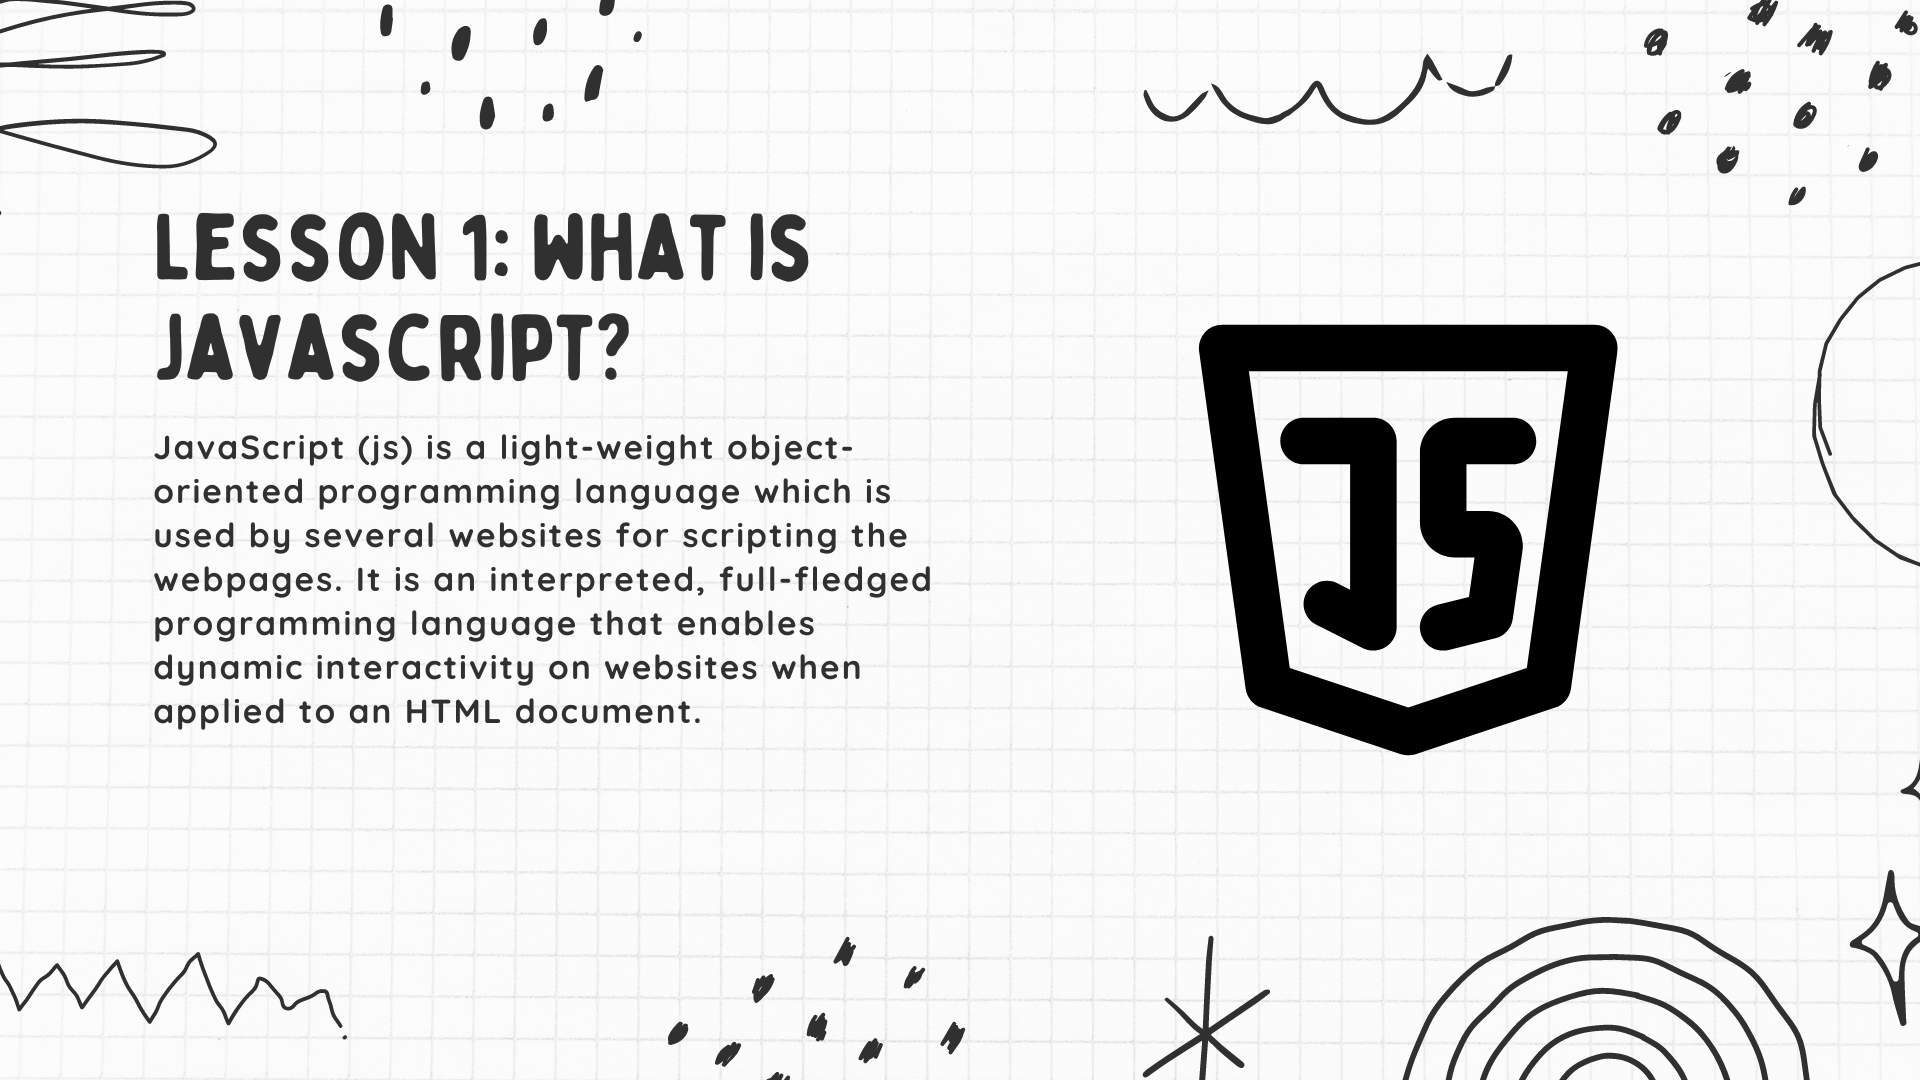 LESSON 1: WHAT IS
JAVASCRIPT?
JavaScript (js) is a light-weight object-
oriented programming language which is
used by several websites for scripting the
webpages. It is an interpreted, full-fledged
programming language that enables
dynamic interactivity on websites when
applied to an HTML document.
JS